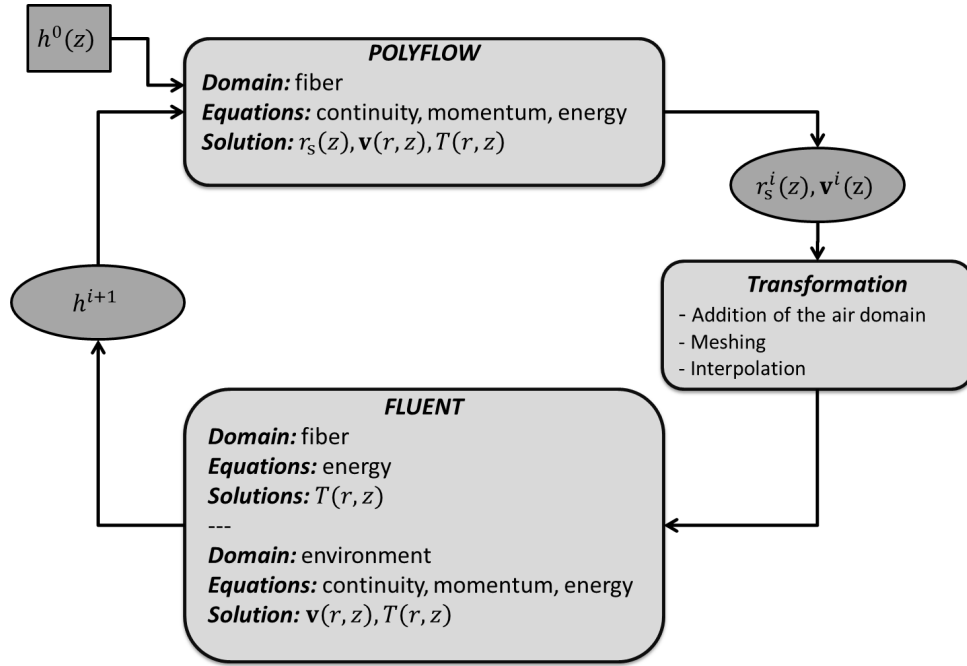 h⁰(z)
POLYFLOW
Domain: fiber
Equations: continuity, momentum, energy
Solution: rₛ(z), v(r, z), T(r, z)
rₛⁱ(z), vⁱ(z)
Transformation
- Addition of the air domain
- Meshing
- Interpolation
FLUENT
Domain: fiber
Equations: energy
Solutions: T(r, z)
---
Domain: environment
Equations: continuity, momentum, energy
Solution: v(r, z), T(r, z)
hⁱ⁺¹